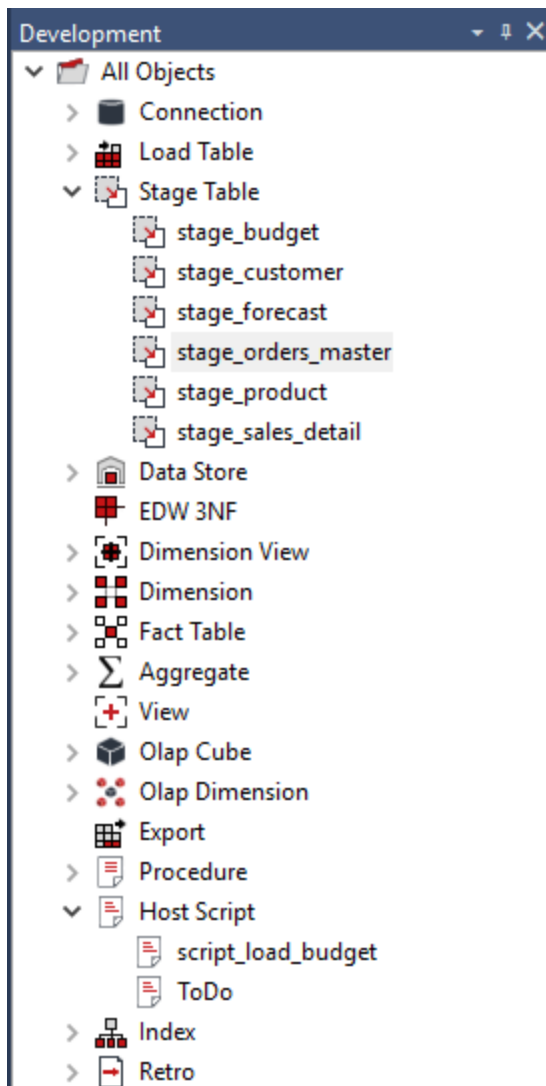 Development
All Objects
Connection
Load Table
Stage Table
stage_budget
stage_customer
stage_forecast
stage_orders_master
stage_product
stage_sales_detail
Data Store
EDW 3NF
Dimension View
Dimension
Fact Table
Aggregate
View
Olap Cube
Olap Dimension
Export
Procedure
Host Script
script_load_budget
ToDo
Index
Retro